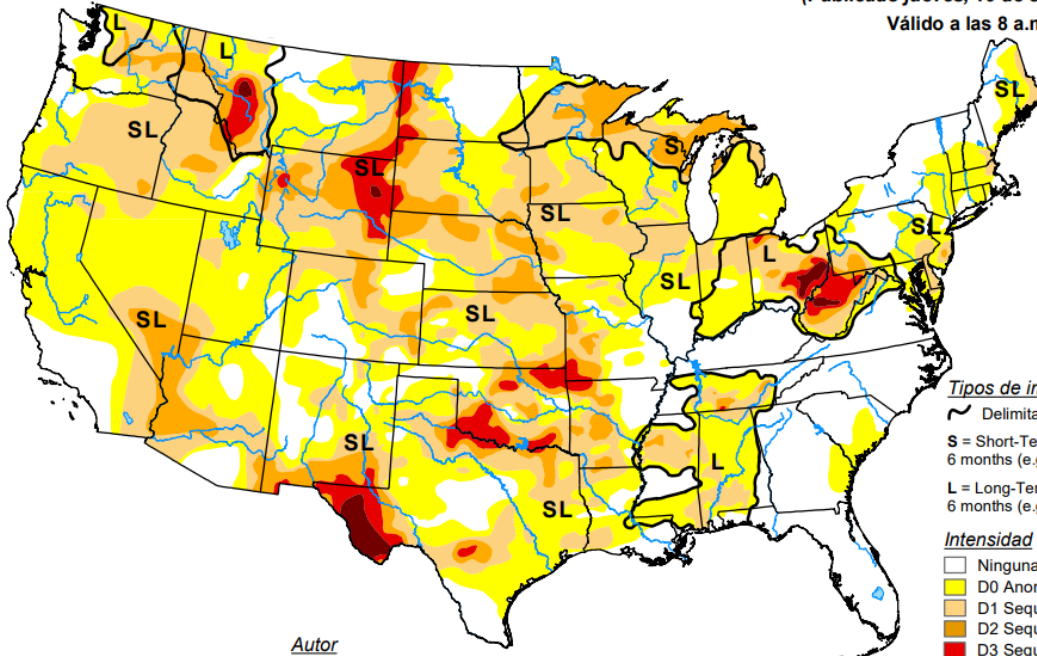 Válido a las 8 a.m
L
L
SL
SL
S
SL
SL
SL
L
SL
SL
SL
SL
SL
SL
L
Tipos de
Delimita
S = Short-Te
6 months (e.g
L = Long-Ter
6 months (e.g
Intensidad
Ninguna
D0 Anor
D1 Sequ
D2 Sequ
D3 Sequ
Autor